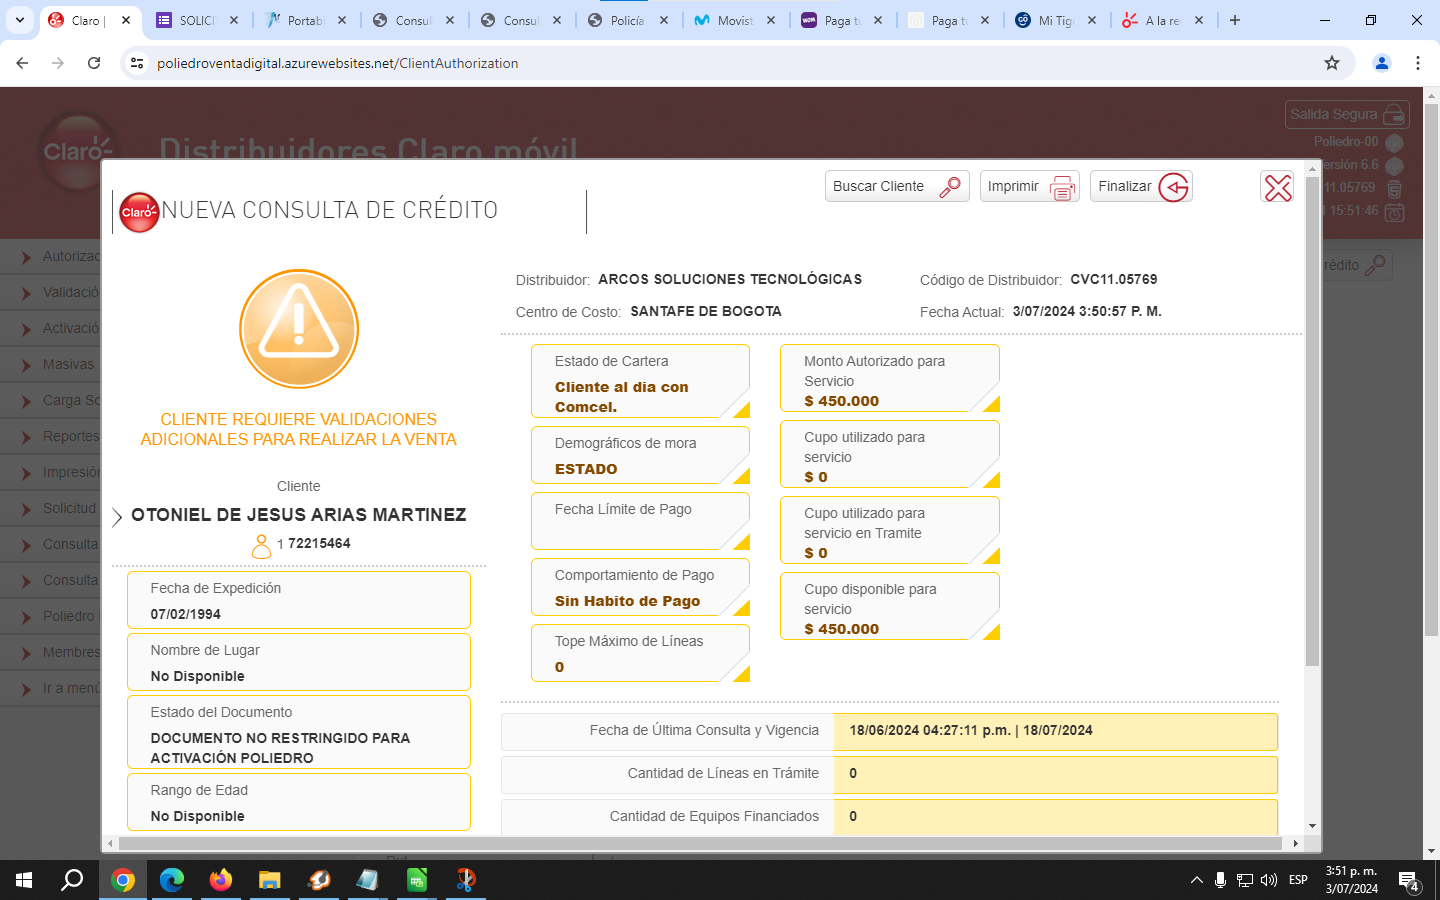 Claro |
SOLICI
Portab
Consul
Consul
Policía
Movist
WOM
Paga tu
Paga tu
GO
Mi Tig
A la re
poliedroventadigital.azurewebsites.net/ClientAuthorization
Claro
Distribuidores Claro móvil
Salida Segura
Poliedro-00
ersión 6.6
11.05769
15:51:46
Buscar Cliente
Imprimir
Finalizar
Claro
NUEVA CONSULTA DE CRÉDITO
Autorizac
Validació
Activació
Masivas
Carga So
Reportes
Impresión
Solicitud
Consulta
Consulta
Poliedro
Membres
Ir a menú
rédito
CLIENTE REQUIERE VALIDACIONES
ADICIONALES PARA REALIZAR LA VENTA
Cliente
OTONIEL DE JESUS ARIAS MARTINEZ
1 72215464
Fecha de Expedición
07/02/1994
Nombre de Lugar
No Disponible
Estado del Documento
DOCUMENTO NO RESTRINGIDO PARA
ACTIVACIÓN POLIEDRO
Rango de Edad
No Disponible
Distribuidor: ARCOS SOLUCIONES TECNOLÓGICAS
Código de Distribuidor: CVC11.05769
Centro de Costo: SANTAFE DE BOGOTA
Fecha Actual: 3/07/2024 3:50:57 P. M.
Estado de Cartera
Cliente al dia con
Comcel.
Demográficos de mora
ESTADO
Fecha Límite de Pago
Comportamiento de Pago
Sin Habito de Pago
Tope Máximo de Líneas
0
Monto Autorizado para
Servicio
$ 450.000
Cupo utilizado para
servicio
$ 0
Cupo utilizado para
servicio en Tramite
$ 0
Cupo disponible para
servicio
$ 450.000
Fecha de Última Consulta y Vigencia 18/06/2024 04:27:11 p.m. | 18/07/2024
Cantidad de Líneas en Trámite 0
Cantidad de Equipos Financiados 0
ESP
3:51 p. m.
3/07/2024
4